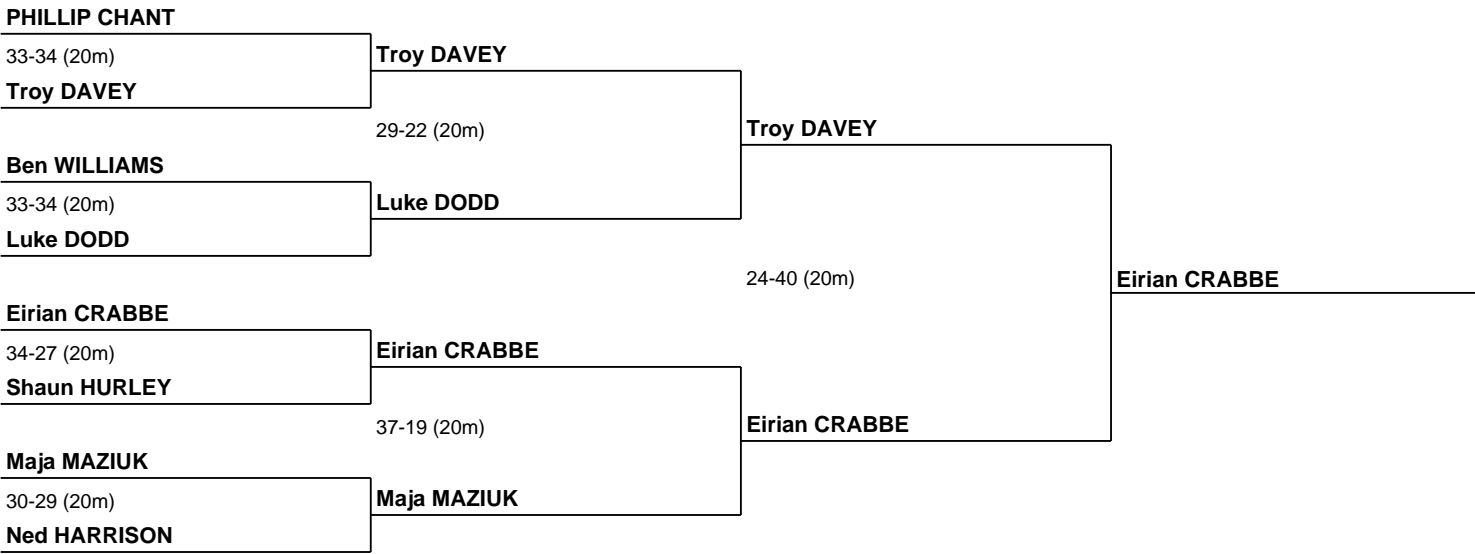 PHILLIP CHANT
33-34 (20m)
Troy DAVEY
Troy DAVEY
29-22 (20m)
Troy DAVEY
Ben WILLIAMS
33-34 (20m)
Luke DODD
Luke DODD
24-40 (20m)
Eirian CRABBE
Eirian CRABBE
34-27 (20m)
Eirian CRABBE
Shaun HURLEY
37-19 (20m)
Eirian CRABBE
Maja MAZIUK
30-29 (20m)
Maja MAZIUK
Ned HARRISON